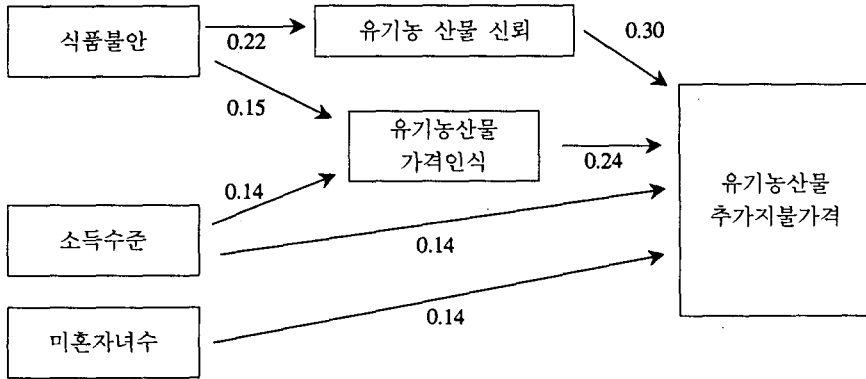 식품불안
0.22
유기농 산물 신뢰
0.30
0.15
유기농산물
가격인식
0.24
0.14
유기농산물
추가지불가격
소득수준
0.14
미혼자녀수
0.14